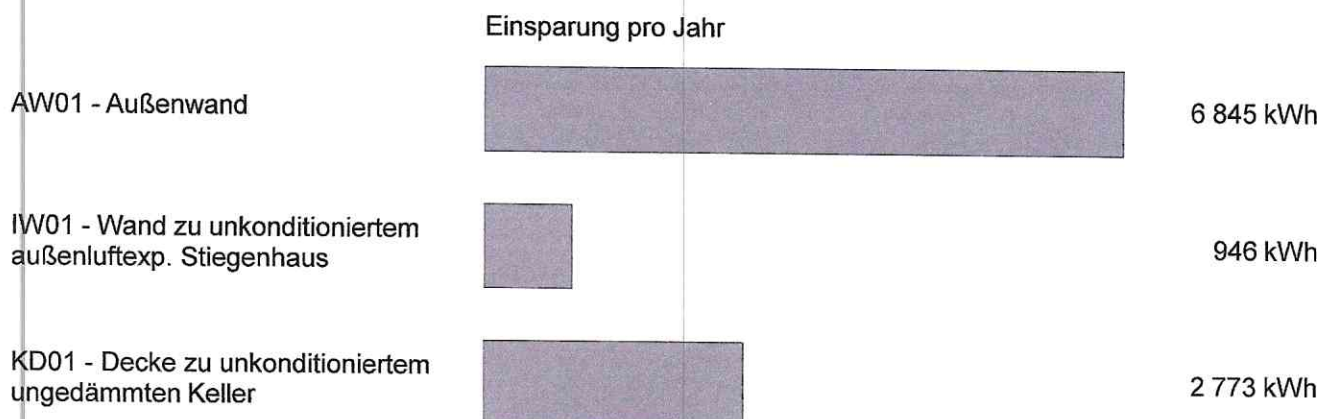 Einsparung pro Jahr
AW01 - Außenwand
6 845 kWh
IW01 - Wand zu unkonditioniertem
außenluftexp. Stiegenhaus
946 kWh
KD01 - Decke zu unkonditioniertem
ungedämmten Keller
2 773 kWh